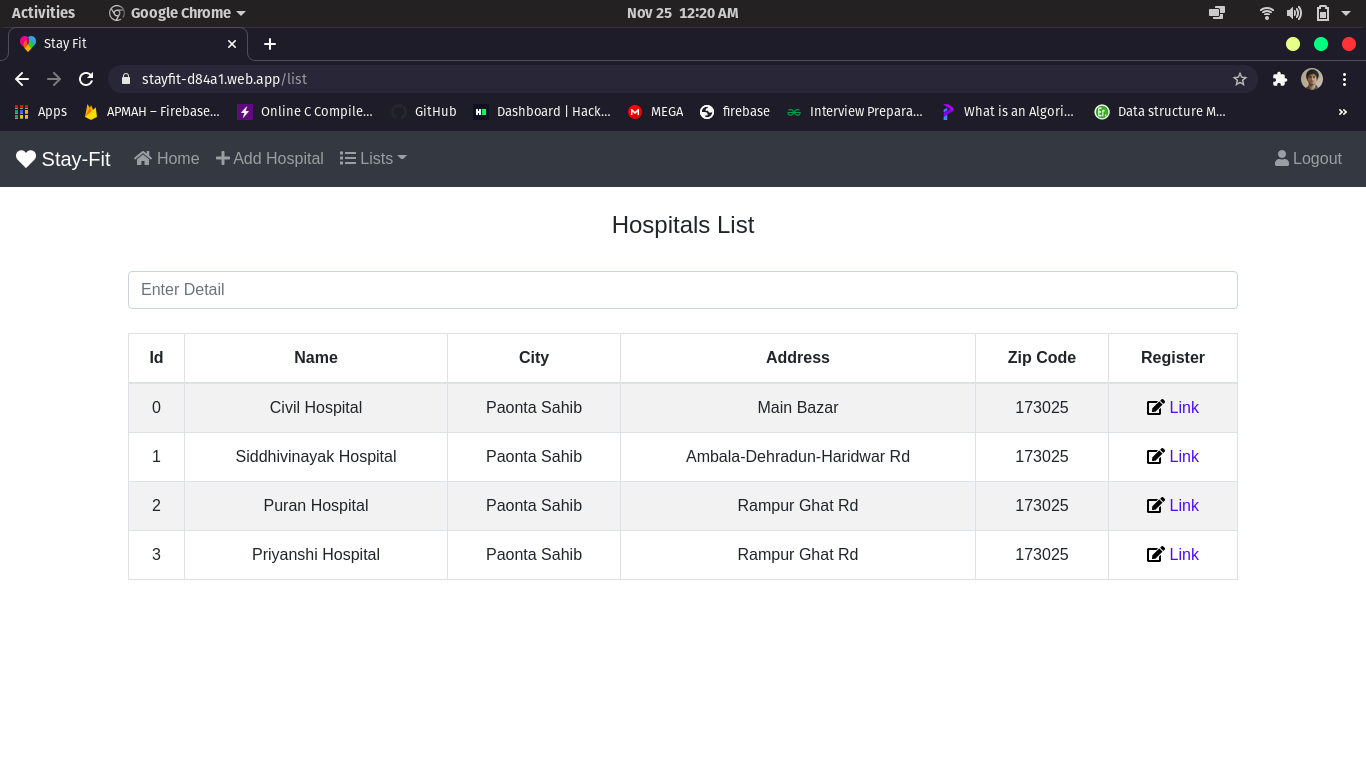 Activities Google Chrome Nov 25 12:20 AM
Stay Fit
stayfit-d84a1.web.app/list
Apps APMAH – Firebase... Online C Compile... GitHub Dashboard | Hack... MEGA firebase Interview Prepara... What is an Algori... Data structure M... »
Stay-Fit Home Add Hospital Lists Logout
Hospitals List
Enter Detail
Id Name City Address Zip Code Register
0 Civil Hospital Paonta Sahib Main Bazar 173025 Link
1 Siddhivinayak Hospital Paonta Sahib Ambala-Dehradun-Haridwar Rd 173025 Link
2 Puran Hospital Paonta Sahib Rampur Ghat Rd 173025 Link
3 Priyanshi Hospital Paonta Sahib Rampur Ghat Rd 173025 Link